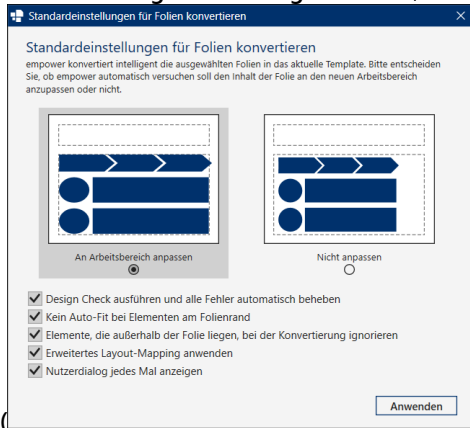 Standardeinstellungen für Folien konvertieren
Standardeinstellungen für Folien konvertieren
empower konvertiert intelligent die ausgewählten Folien in das aktuelle Template. Bitte entscheiden
Sie, ob empower automatisch versuchen soll den Inhalt der Folie an den neuen Arbeitsbereich
anzupassen oder nicht.
An Arbeitsbereich anpassen
Nicht anpassen
Design Check ausführen und alle Fehler automatisch beheben
Kein Auto-Fit bei Elementen am Folienrand
Elemente, die außerhalb der Folie liegen, bei der Konvertierung ignorieren
Erweitertes Layout-Mapping anwenden
Nutzerdialog jedes Mal anzeigen
Anwenden
(